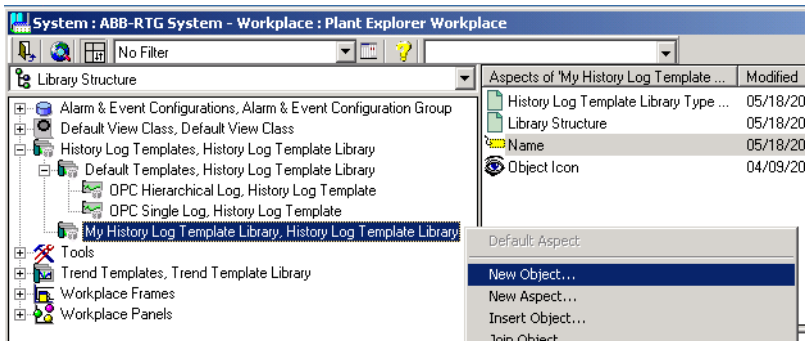 System : ABB-RTG System - Workplace : Plant Explorer Workplace
No Filter
Library Structure
Alarm & Event Configurations, Alarm & Event Configuration Group
Default View Class, Default View Class
History Log Templates, History Log Template Library
Default Templates, History Log Template Library
OPC Hierarchical Log, History Log Template
OPC Single Log, History Log Template
My History Log Template Library, History Log Template Library
Tools
Trend Templates, Trend Template Library
Workplace Frames
Workplace Panels
Aspects of 'My History Log Template ... Modified
History Log Template Library Type ... 05/18/20
Library Structure 05/18/20
Name 05/18/20
Object Icon 04/09/20
Default Aspect
New Object...
New Aspect...
Insert Object...
Join Object